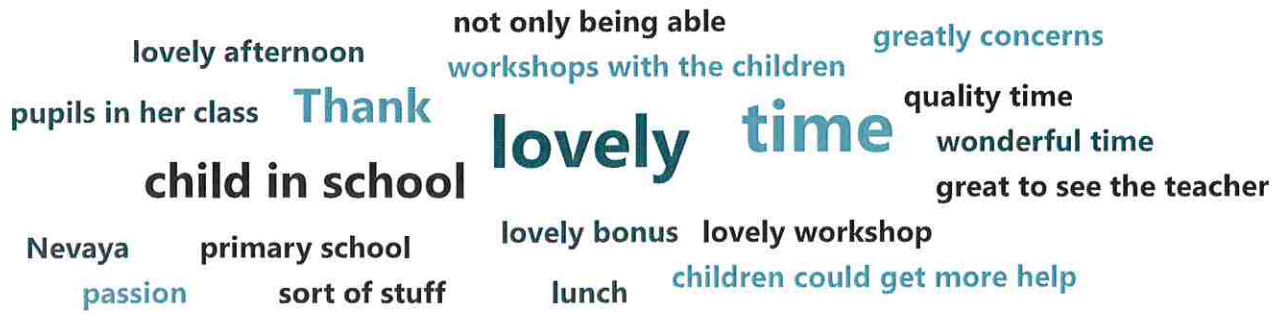 not only being able
greatly concerns
lovely afternoon
workshops with the children
quality time
pupils in her class
Thank
lovely
time
wonderful time
child in school
great to see the teacher
Nevaya
primary school
lovely bonus
lovely workshop
passion
sort of stuff
lunch
children could get more help